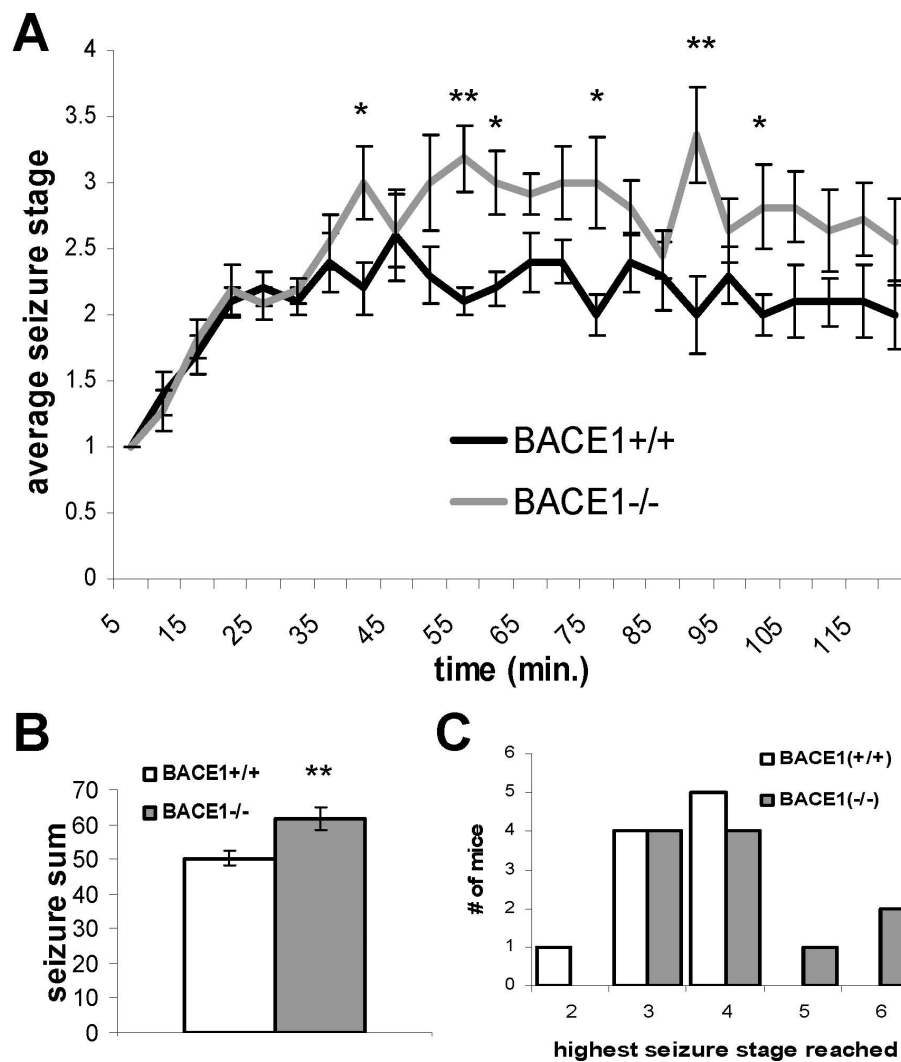 A
average seizure stage
4
3.5
3
2.5
2
1.5
1
0.5
0
*
**
*
*
**
*
BACE1+/+
BACE1-/-
5 15 25 35 45 55 65 75 85 95 105 115
time (min.)
B
seizure sum
70
60
50
40
30
20
10
0
BACE1+/+
BACE1-/-
**
C
# of mice
6
5
4
3
2
1
0
BACE1(+/+)
BACE1(-/-)
2 3 4 5 6
highest seizure stage reached